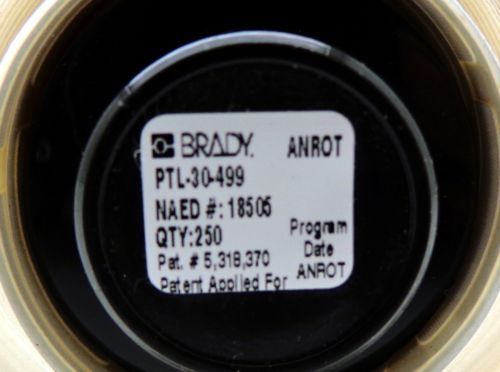 BRADY. ANROT
PTL-30-499
NAED #: 18505
QTY:250
Pat. # 5,318,370
Patent Applied For
Program
Date
ANROT